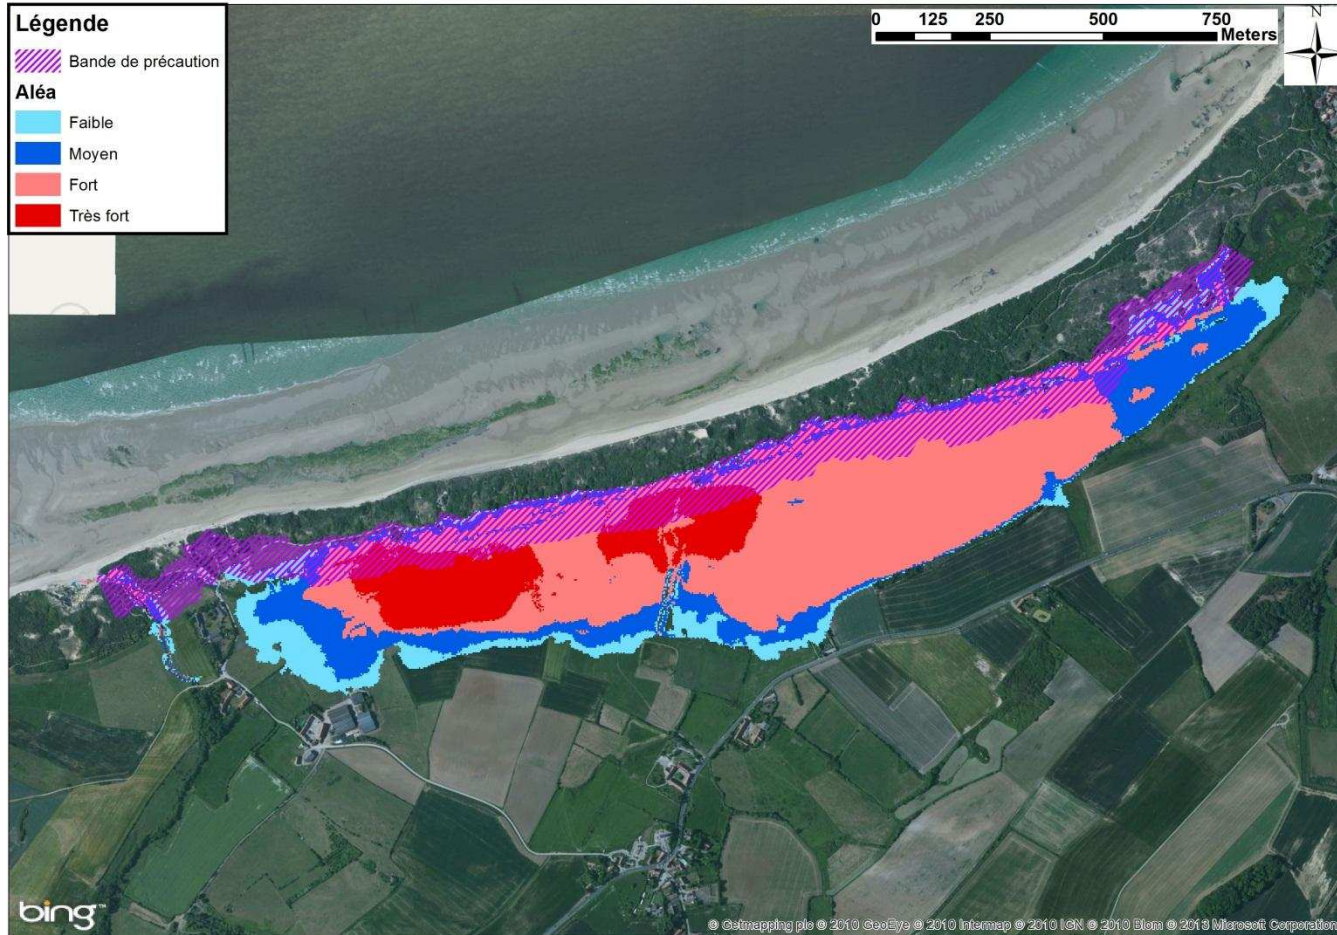 Légende
Bande de précaution
Aléa
Faible
Moyen
Fort
Très fort
0 125 250 500 750
Meters
N
bing™
© Getmapping plc © 2010 GeoEye © 2010 Intermap © 2010 IGN © 2010 Blom © 2013 Microsoft Corporation